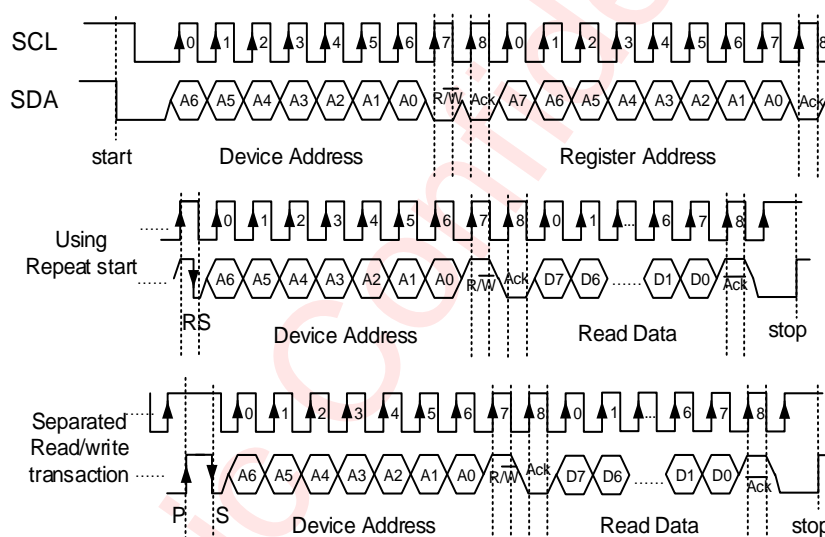 SCL 0 1 2 3 4 5 6 7 8 0 1 2 3 4 5 6 7 8
SDA A6 A5 A4 A3 A2 A1 A0 R/W Ack A7 A6 A5 A4 A3 A2 A1 A0 Ack
start Device Address Register Address
0 1 2 3 4 5 6 7 8 0 1 ... 6 7 8
Using
Repeat start
A6 A5 A4 A3 A2 A1 A0 R/W Ack D7 D6 ...... D1 D0 Ack
RS Device Address Read Data stop
0 1 2 3 4 5 6 7 8 0 1 ... 6 7 8
Separated
Read/write
transaction
A6 A5 A4 A3 A2 A1 A0 R/W Ack D7 D6 ...... D1 D0 Ack
P S Device Address Read Data stop